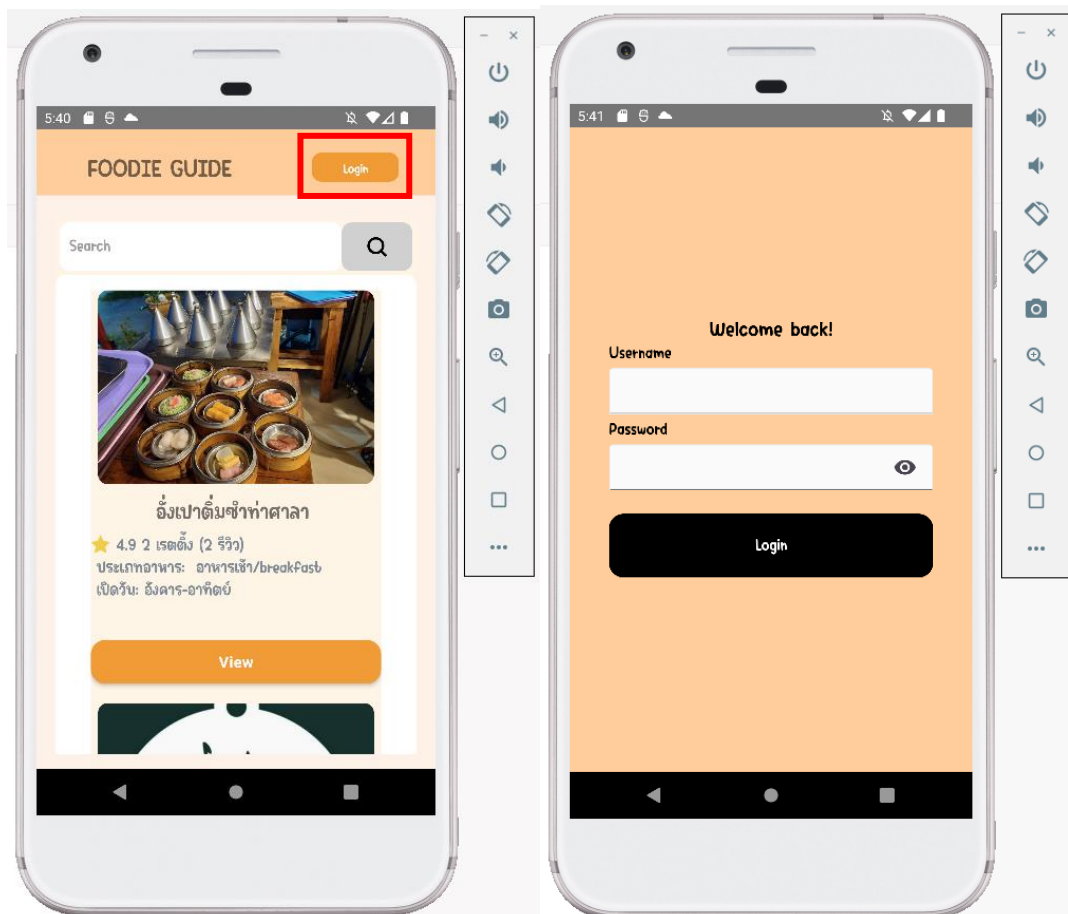 5:40
FOODIE GUIDE
Login
Search
อั่งเปาติ่มซำท่าศาลา
4.9 2 เรตติ้ง (2 รีวิว)
ประเภทอาหาร: อาหารเช้า/breakfast
เปิดวัน: อังคาร-อาทิตย์
View
5:41
Welcome back!
Username
Password
Login